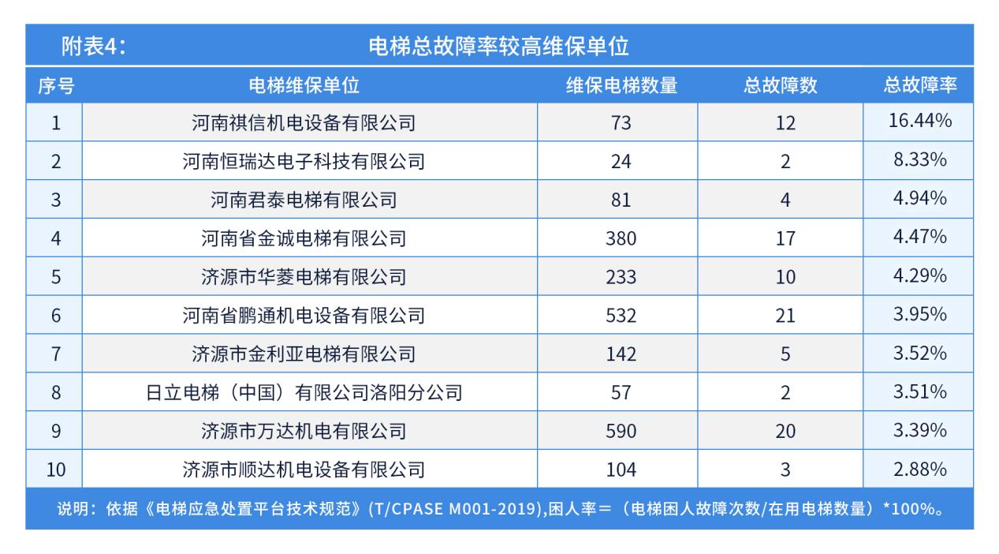 附表4： 电梯总故障率较高维保单位
序号 电梯维保单位 维保电梯数量 总故障数 总故障率
1 河南祺信机电设备有限公司 73 12 16.44%
2 河南恒瑞达电子科技有限公司 24 2 8.33%
3 河南君泰电梯有限公司 81 4 4.94%
4 河南省金诚电梯有限公司 380 17 4.47%
5 济源市华菱电梯有限公司 233 10 4.29%
6 河南省鹏通机电设备有限公司 532 21 3.95%
7 济源市金利亚电梯有限公司 142 5 3.52%
8 日立电梯（中国）有限公司洛阳分公司 57 2 3.51%
9 济源市万达机电有限公司 590 20 3.39%
10 济源市顺达机电设备有限公司 104 3 2.88%
说明：依据《电梯应急处置平台技术规范》(T/CPASE M001-2019),困人率＝（电梯困人故障次数/在用电梯数量）*100%。